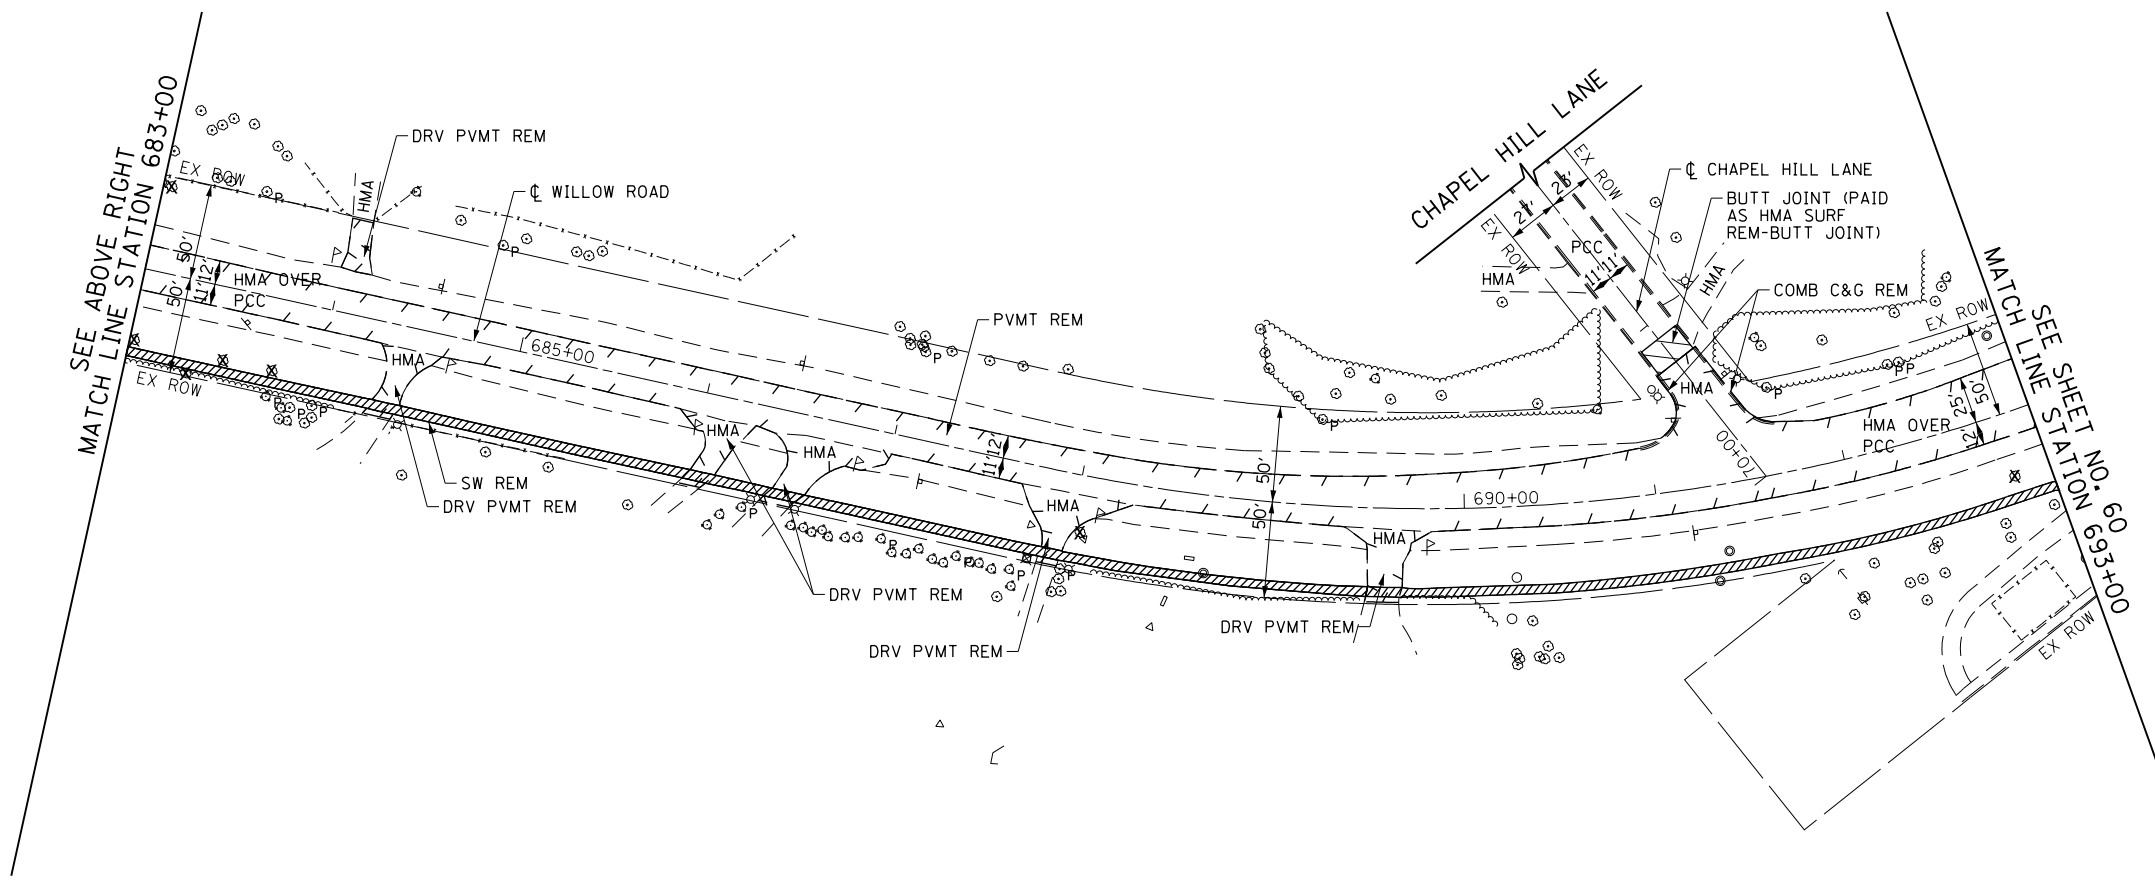 SEE ABOVE RIGHT
MATCH LINE STATION 683+00
EX ROW
P
HMA
DRV PVMT REM
℄ WILLOW ROAD
P
50'
50'
11'
12'
HMA OVER
PCC
EX ROW
HMA
685+00
PVMT REM
P
P
P
P
SW REM
DRV PVMT REM
HMA
HMA
P
11'
12'
HMA
P
P
P
P
DRV PVMT REM
DRV PVMT REM
50'
50'
P
HMA
DRV PVMT REM
690+00
CHAPEL HILL LANE
EX ROW
EX ROW
27'
26'
PCC
11'
11'
HMA
HMA
℄ CHAPEL HILL LANE
BUTT JOINT (PAID
AS HMA SURF
REM-BUTT JOINT)
COMB C&G REM
HMA
70+00
P
P
P
EX ROW
25'
50'
12'
HMA OVER
PCC
SEE SHEET NO. 60
MATCH LINE STATION 693+00
EX ROW